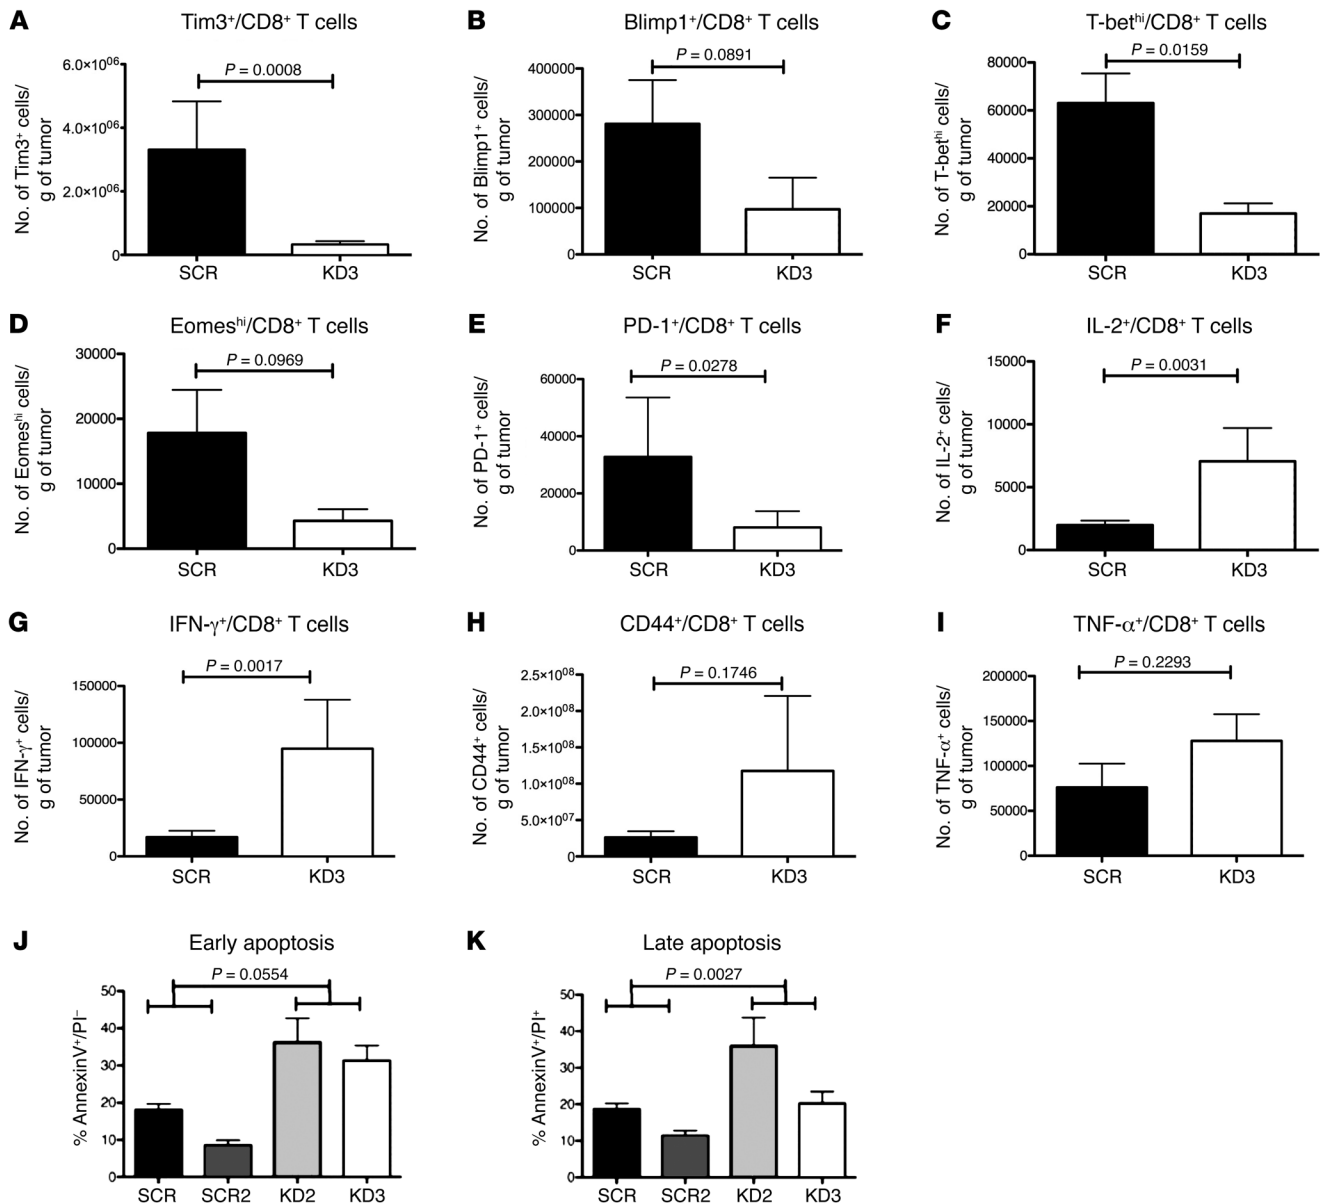 A Tim3⁺/CD8⁺ T cells
P = 0.0008
No. of Tim3⁺ cells/
g of tumor
6.0×10⁰⁶
4.0×10⁰⁶
2.0×10⁰⁶
0
SCR KD3
B Blimp1⁺/CD8⁺ T cells
P = 0.0891
No. of Blimp1⁺ cells/
g of tumor
400000
300000
200000
100000
0
SCR KD3
C T-betʰⁱ/CD8⁺ T cells
P = 0.0159
No. of T-betʰⁱ cells/
g of tumor
80000
60000
40000
20000
0
SCR KD3
D Eomesʰⁱ/CD8⁺ T cells
P = 0.0969
No. of Eomesʰⁱ cells/
g of tumor
30000
20000
10000
0
SCR KD3
E PD-1⁺/CD8⁺ T cells
P = 0.0278
No. of PD-1⁺ cells/
g of tumor
60000
40000
20000
0
SCR KD3
F IL-2⁺/CD8⁺ T cells
P = 0.0031
No. of IL-2⁺ cells/
g of tumor
15000
10000
5000
0
SCR KD3
G IFN-γ⁺/CD8⁺ T cells
P = 0.0017
No. of IFN-γ⁺ cells/
g of tumor
150000
100000
50000
0
SCR KD3
H CD44⁺/CD8⁺ T cells
P = 0.1746
No. of CD44⁺ cells/
g of tumor
2.5×10⁰⁸
2.0×10⁰⁸
1.5×10⁰⁸
1.0×10⁰⁸
5.0×10⁰⁷
0
SCR KD3
I TNF-α⁺/CD8⁺ T cells
P = 0.2293
No. of TNF-α⁺ cells/
g of tumor
200000
150000
100000
50000
0
SCR KD3
J Early apoptosis
P = 0.0554
% AnnexinV⁺/PI⁻
50
40
30
20
10
0
SCR SCR2 KD2 KD3
K Late apoptosis
P = 0.0027
% AnnexinV⁺/PI⁺
50
40
30
20
10
0
SCR SCR2 KD2 KD3